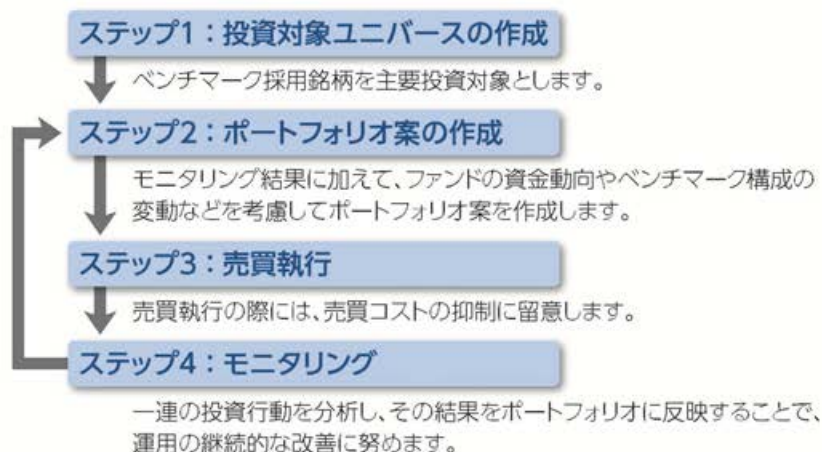 ステップ1：投資対象ユニバースの作成
ベンチマーク採用銘柄を主要投資対象とします。
ステップ2：ポートフォリオ案の作成
モニタリング結果に加えて、ファンドの資金動向やベンチマーク構成の
変動などを考慮してポートフォリオ案を作成します。
ステップ3：売買執行
売買執行の際には、売買コストの抑制に留意します。
ステップ4：モニタリング
一連の投資行動を分析し、その結果をポートフォリオに反映することで、
運用の継続的な改善に努めます。